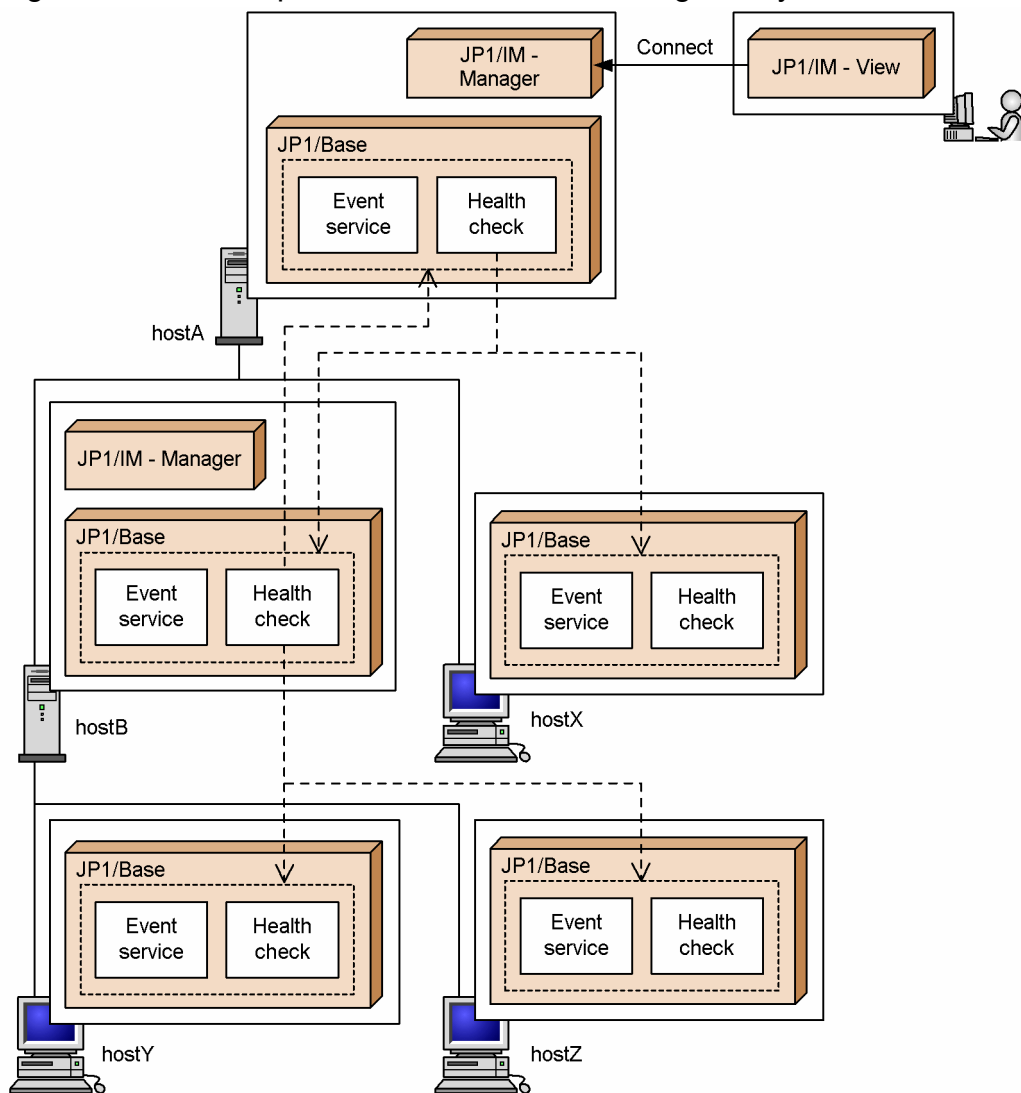 JP1/IM -
Manager
Connect
JP1/IM - View
JP1/Base
Event
service
Health
check
hostA
JP1/IM - Manager
JP1/Base
Event
service
Health
check
hostB
JP1/Base
Event
service
Health
check
hostX
JP1/Base
Event
service
Health
check
hostY
JP1/Base
Event
service
Health
check
hostZ